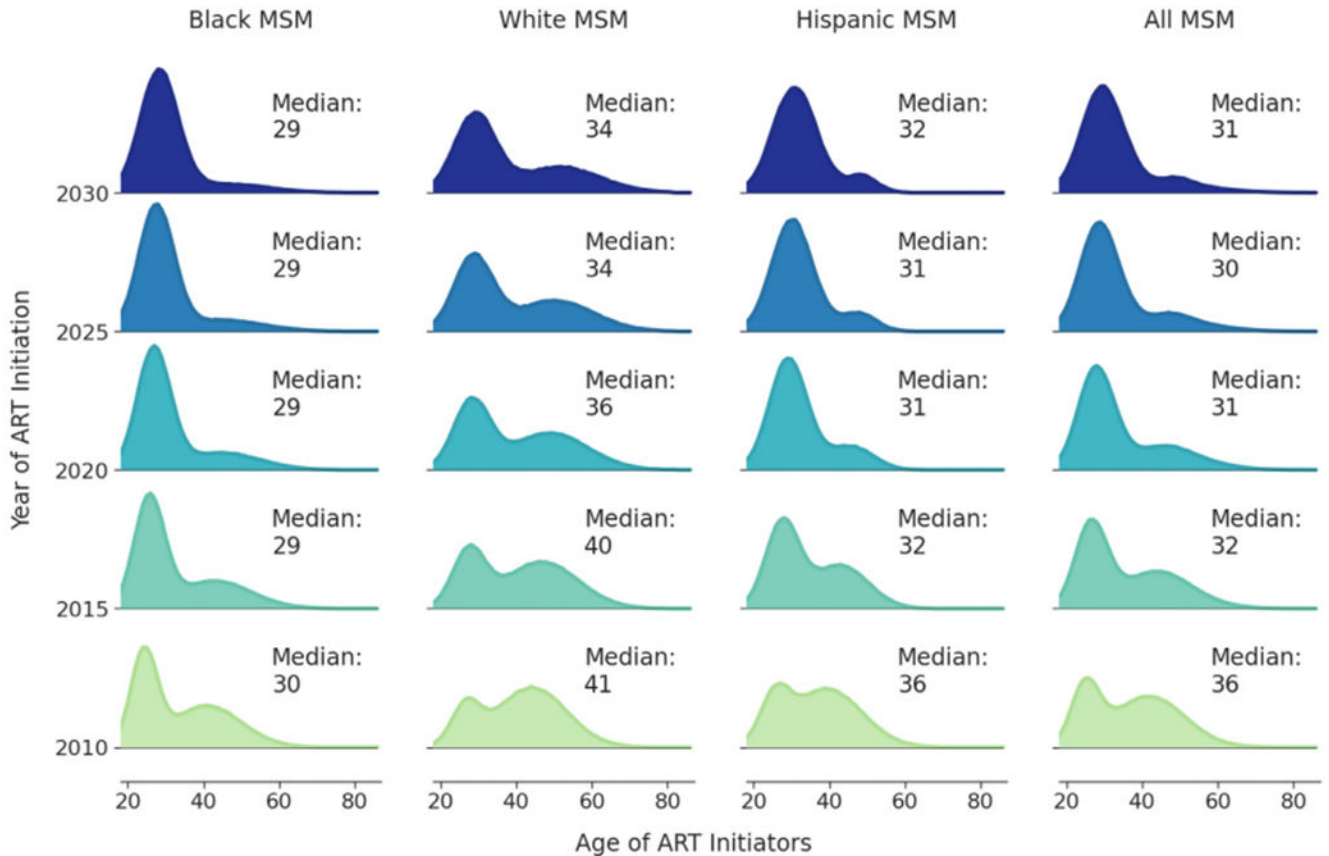 Black MSM
White MSM
Hispanic MSM
All MSM
Year of ART Initiation
2030
Median:
29
Median:
34
Median:
32
Median:
31
2025
Median:
29
Median:
34
Median:
31
Median:
30
2020
Median:
29
Median:
36
Median:
31
Median:
31
2015
Median:
29
Median:
40
Median:
32
Median:
32
2010
Median:
30
Median:
41
Median:
36
Median:
36
20 40 60 80
20 40 60 80
20 40 60 80
20 40 60 80
Age of ART Initiators